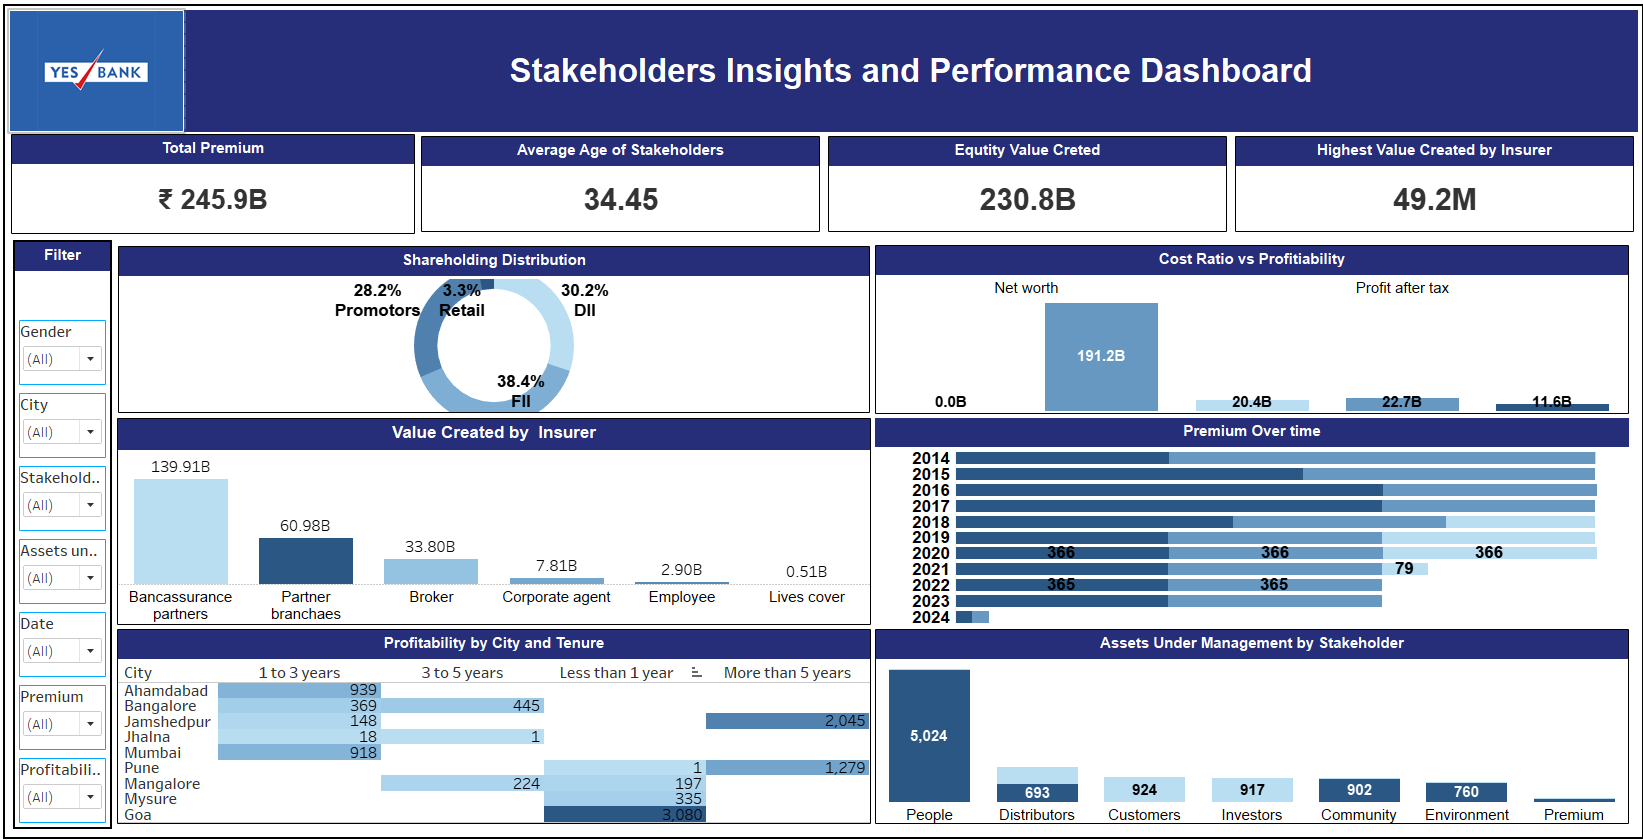 YES BANK
Stakeholders Insights and Performance Dashboard
Total Premium
₹ 245.9B
Average Age of Stakeholders
34.45
Equtity Value Creted
230.8B
Highest Value Created by Insurer
49.2M
Filter
Gender
(All)
City
(All)
Stakehold..
(All)
Assets un..
(All)
Date
(All)
Premium
(All)
Profitabili..
(All)
Shareholding Distribution
28.2%
Promotors
3.3%
Retail
30.2%
DII
38.4%
FII
Cost Ratio vs Profitiability
Net worth
Profit after tax
0.0B
191.2B
20.4B
22.7B
11.6B
Value Created by Insurer
139.91B
60.98B
33.80B
7.81B
2.90B
0.51B
Bancassurance
partners
Partner
branchaes
Broker
Corporate agent
Employee
Lives cover
Premium Over time
2014
2015
2016
2017
2018
2019
2020 366 366 366
2021 79
2022 365 365
2023
2024
Profitability by City and Tenure
City 1 to 3 years 3 to 5 years Less than 1 year More than 5 years
Ahamdabad 939
Bangalore 369 445
Jamshedpur 148 2,045
Jhalna 18 1
Mumbai 918
Pune 1 1,279
Mangalore 224 197
Mysure 335
Goa 3,080
Assets Under Management by Stakeholder
5,024
693
924
917
902
760
People
Distributors
Customers
Investors
Community
Environment
Premium